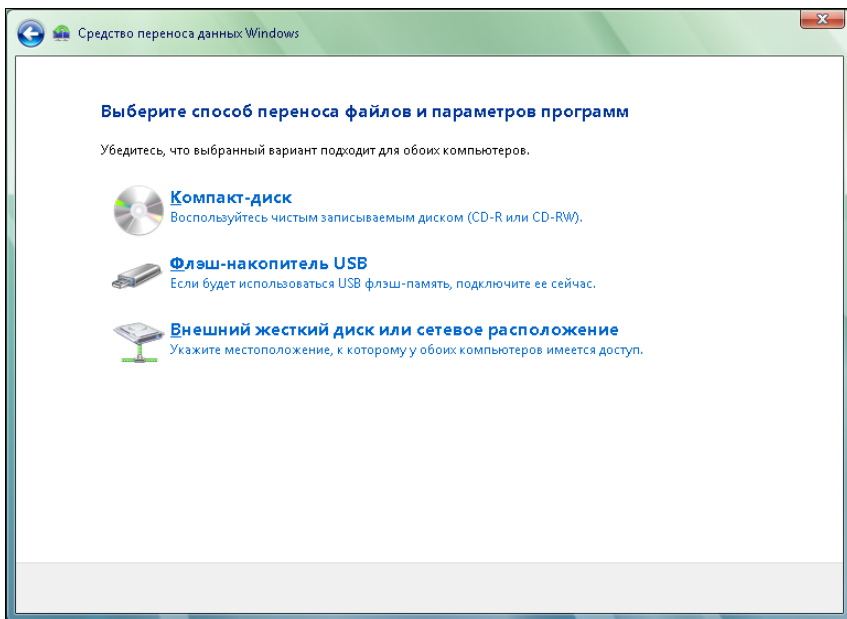 Средство переноса данных Windows
Выберите способ переноса файлов и параметров программ
Убедитесь, что выбранный вариант подходит для обоих компьютеров.
Компакт-диск
Воспользуйтесь чистым записываемым диском (CD-R или CD-RW).
Флэш-накопитель USB
Если будет использоваться USB флэш-память, подключите ее сейчас.
Внешний жесткий диск или сетевое расположение
Укажите местоположение, к которому у обоих компьютеров имеется доступ.